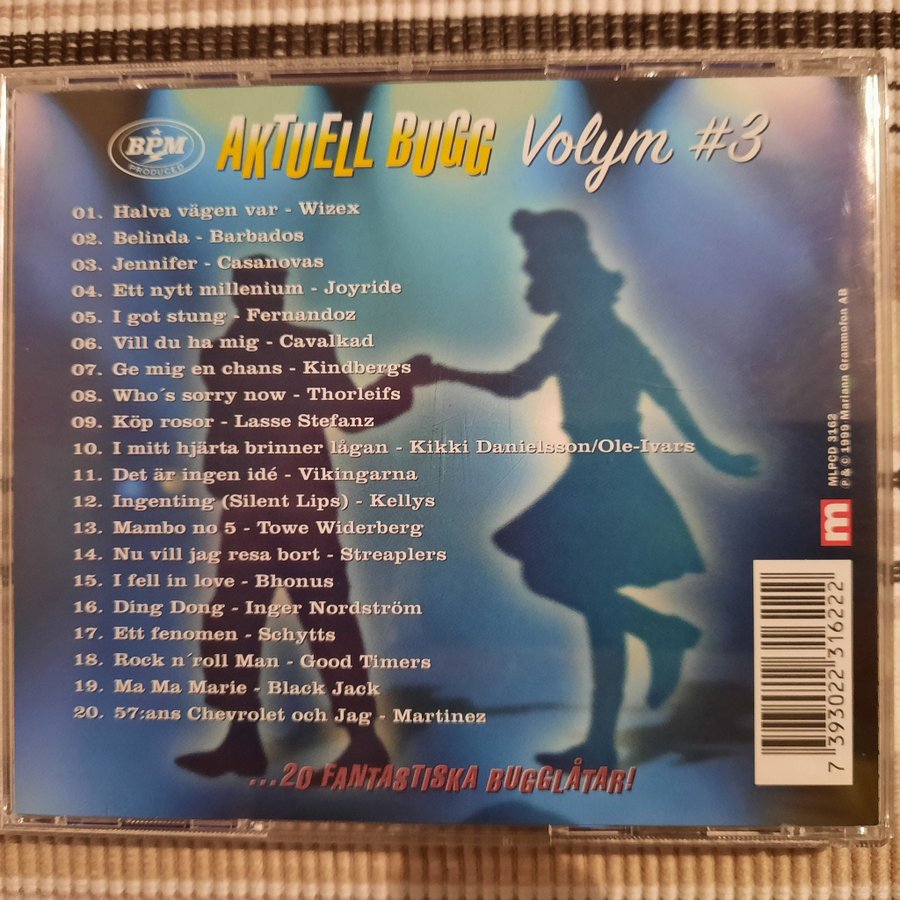 BPM
PRODUCED
AKTUELL BUGG Volym #3
01. Halva vägen var - Wizex
02. Belinda - Barbados
03. Jennifer - Casanovas
04. Ett nytt millenium - Joyride
05. I got stung - Fernandoz
06. Vill du ha mig - Cavalkad
07. Ge mig en chans - Kindbergs
08. Who´s sorry now - Thorleifs
09. Köp rosor - Lasse Stefanz
10. I mitt hjärta brinner lågan - Kikki Danielsson/Ole-Ivars
11. Det är ingen idé - Vikingarna
12. Ingenting (Silent Lips) - Kellys
13. Mambo no 5 - Towe Widerberg
14. Nu vill jag resa bort - Streaplers
15. I fell in love - Bhonus
16. Ding Dong - Inger Nordström
17. Ett fenomen - Schytts
18. Rock n´roll Man - Good Timers
19. Ma Ma Marie - Black Jack
20. 57:ans Chevrolet och Jag - Martinez
...20 FANTASTISKA BUGGLÅTAR!
MLPCD 3162
P & © 1999 Mariann Grammofon AB
m
7 393022 316222